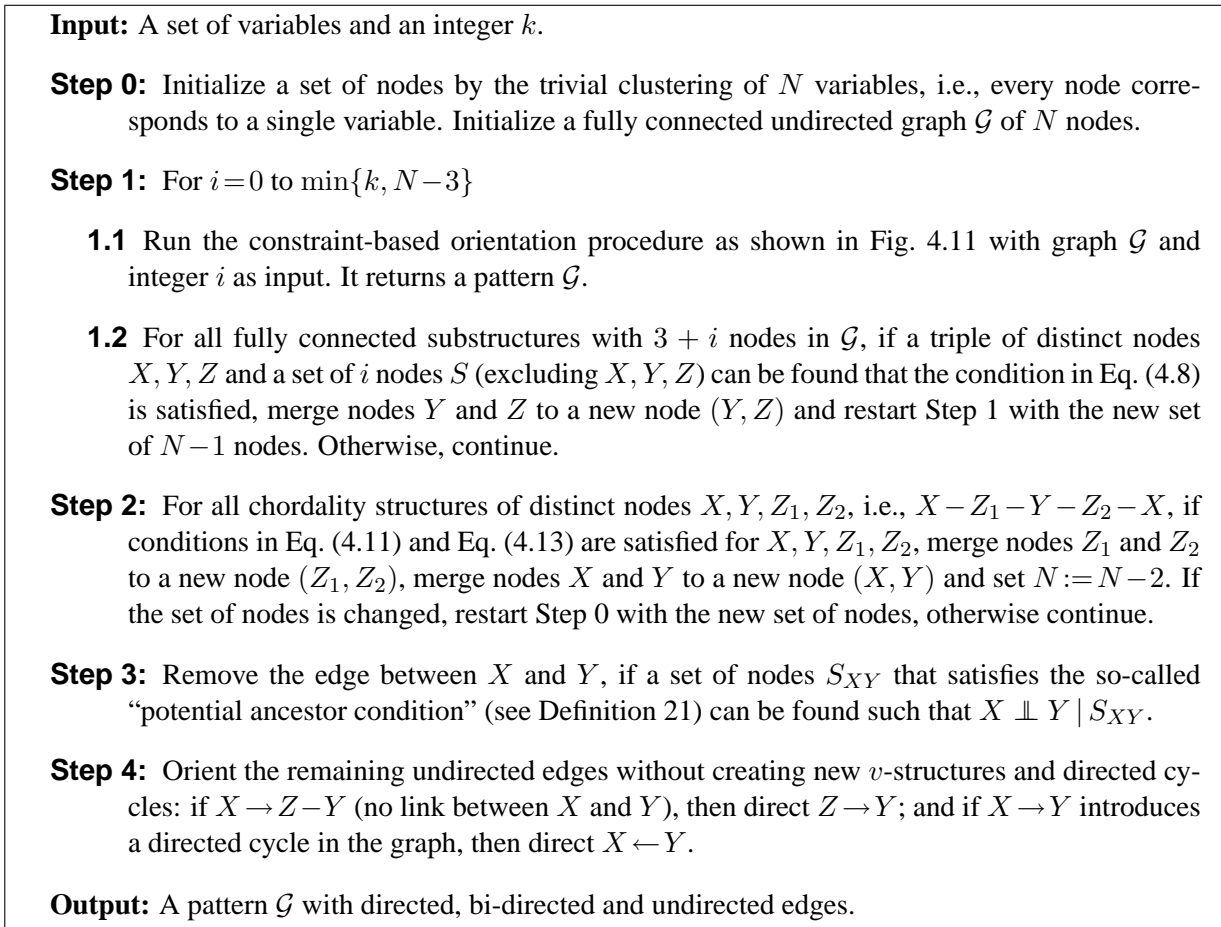 Input: A set of variables and an integer k.
Step 0: Initialize a set of nodes by the trivial clustering of N variables, i.e., every node corre-
sponds to a single variable. Initialize a fully connected undirected graph 𝒢 of N nodes.
Step 1: For i=0 to min{k, N−3}
1.1 Run the constraint-based orientation procedure as shown in Fig. 4.11 with graph 𝒢 and
integer i as input. It returns a pattern 𝒢.
1.2 For all fully connected substructures with 3 + i nodes in 𝒢, if a triple of distinct nodes
X, Y, Z and a set of i nodes S (excluding X, Y, Z) can be found that the condition in Eq. (4.8)
is satisfied, merge nodes Y and Z to a new node (Y, Z) and restart Step 1 with the new set
of N−1 nodes. Otherwise, continue.
Step 2: For all chordality structures of distinct nodes X, Y, Z₁, Z₂, i.e., X−Z₁−Y−Z₂−X, if
conditions in Eq. (4.11) and Eq. (4.13) are satisfied for X, Y, Z₁, Z₂, merge nodes Z₁ and Z₂
to a new node (Z₁, Z₂), merge nodes X and Y to a new node (X, Y) and set N:=N−2. If
the set of nodes is changed, restart Step 0 with the new set of nodes, otherwise continue.
Step 3: Remove the edge between X and Y, if a set of nodes S_XY that satisfies the so-called
“potential ancestor condition” (see Definition 21) can be found such that X ⫫ Y | S_XY.
Step 4: Orient the remaining undirected edges without creating new v-structures and directed cy-
cles: if X→Z−Y (no link between X and Y), then direct Z→Y; and if X→Y introduces
a directed cycle in the graph, then direct X←Y.
Output: A pattern 𝒢 with directed, bi-directed and undirected edges.